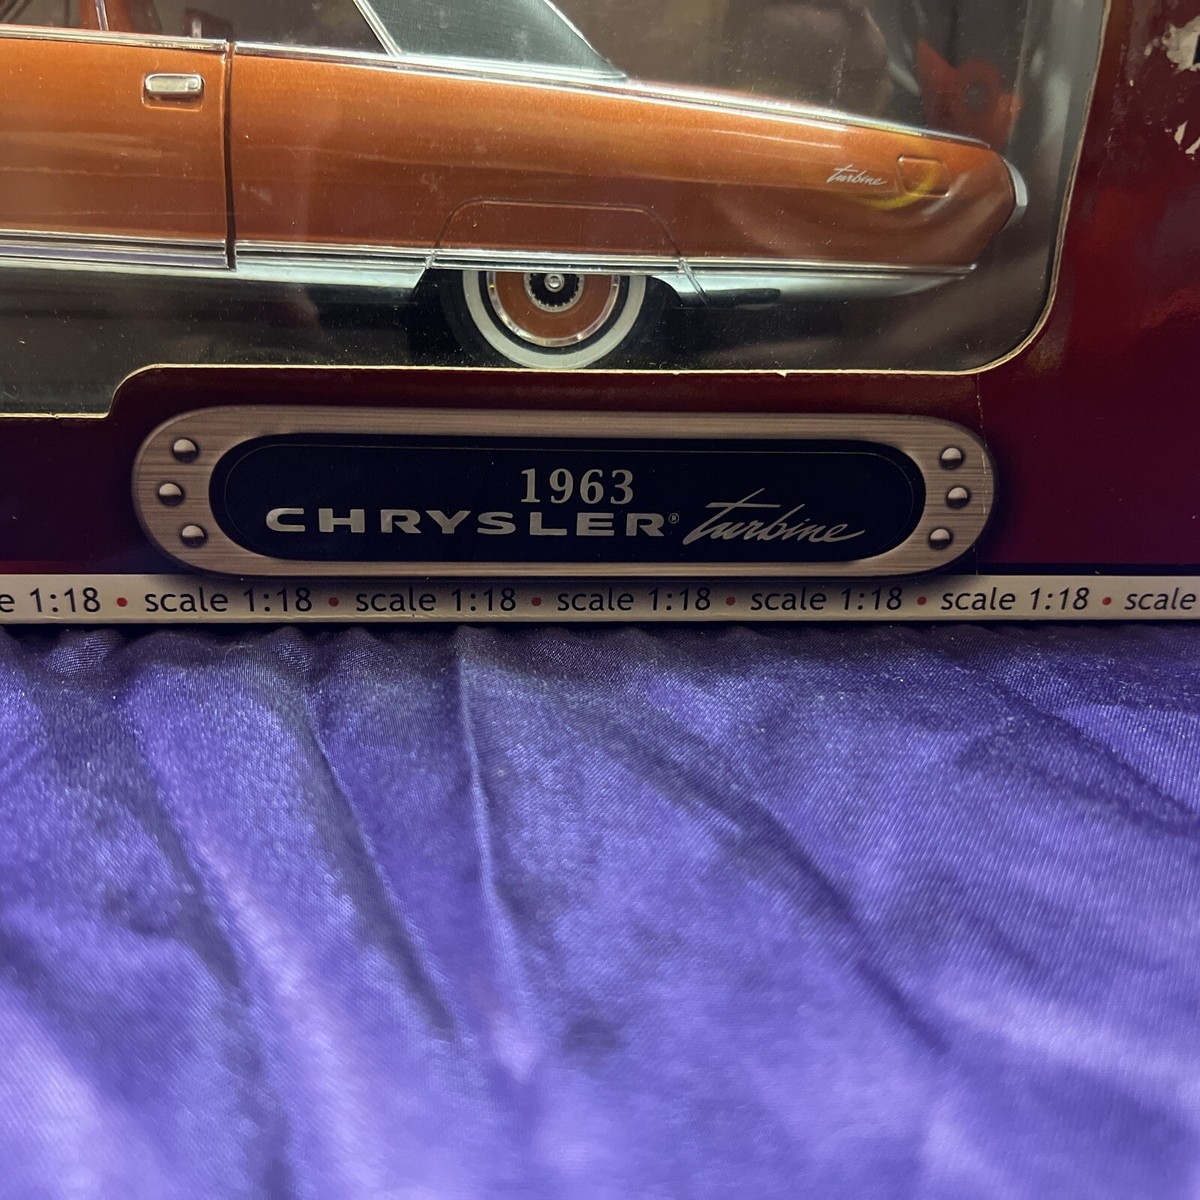 turbine
1963
CHRYSLER® turbine
e 1:18 • scale 1:18 • scale 1:18 • scale 1:18 • scale 1:18 • scale 1:18 • scale